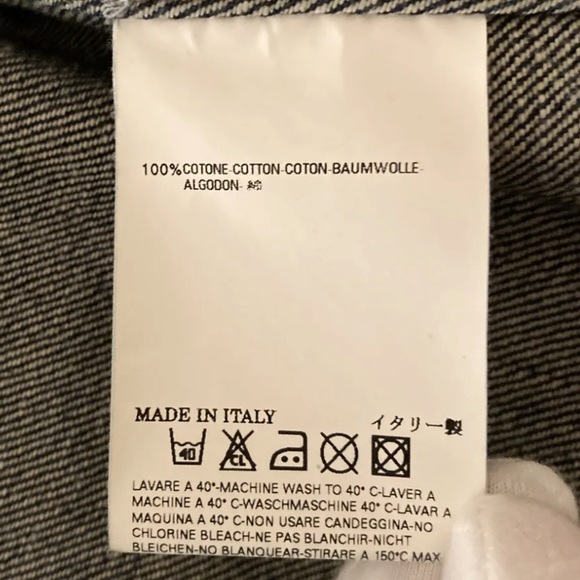 100%COTONE-COTTON-COTON-BAUMWOLLE-
ALGODON- 綿
MADE IN ITALY イタリー製
40 CL
LAVARE A 40°-MACHINE WASH TO 40° C-LAVER A
MACHINE A 40° C-WASCHMASCHINE 40° C-LAVAR A
MAQUINA A 40° C-NON USARE CANDEGGINA-NO
CHLORINE BLEACH-NE PAS BLANCHIR-NICHT
BLEICHEN-NO BLANQUEAR-STIRARE A 150°C MAX